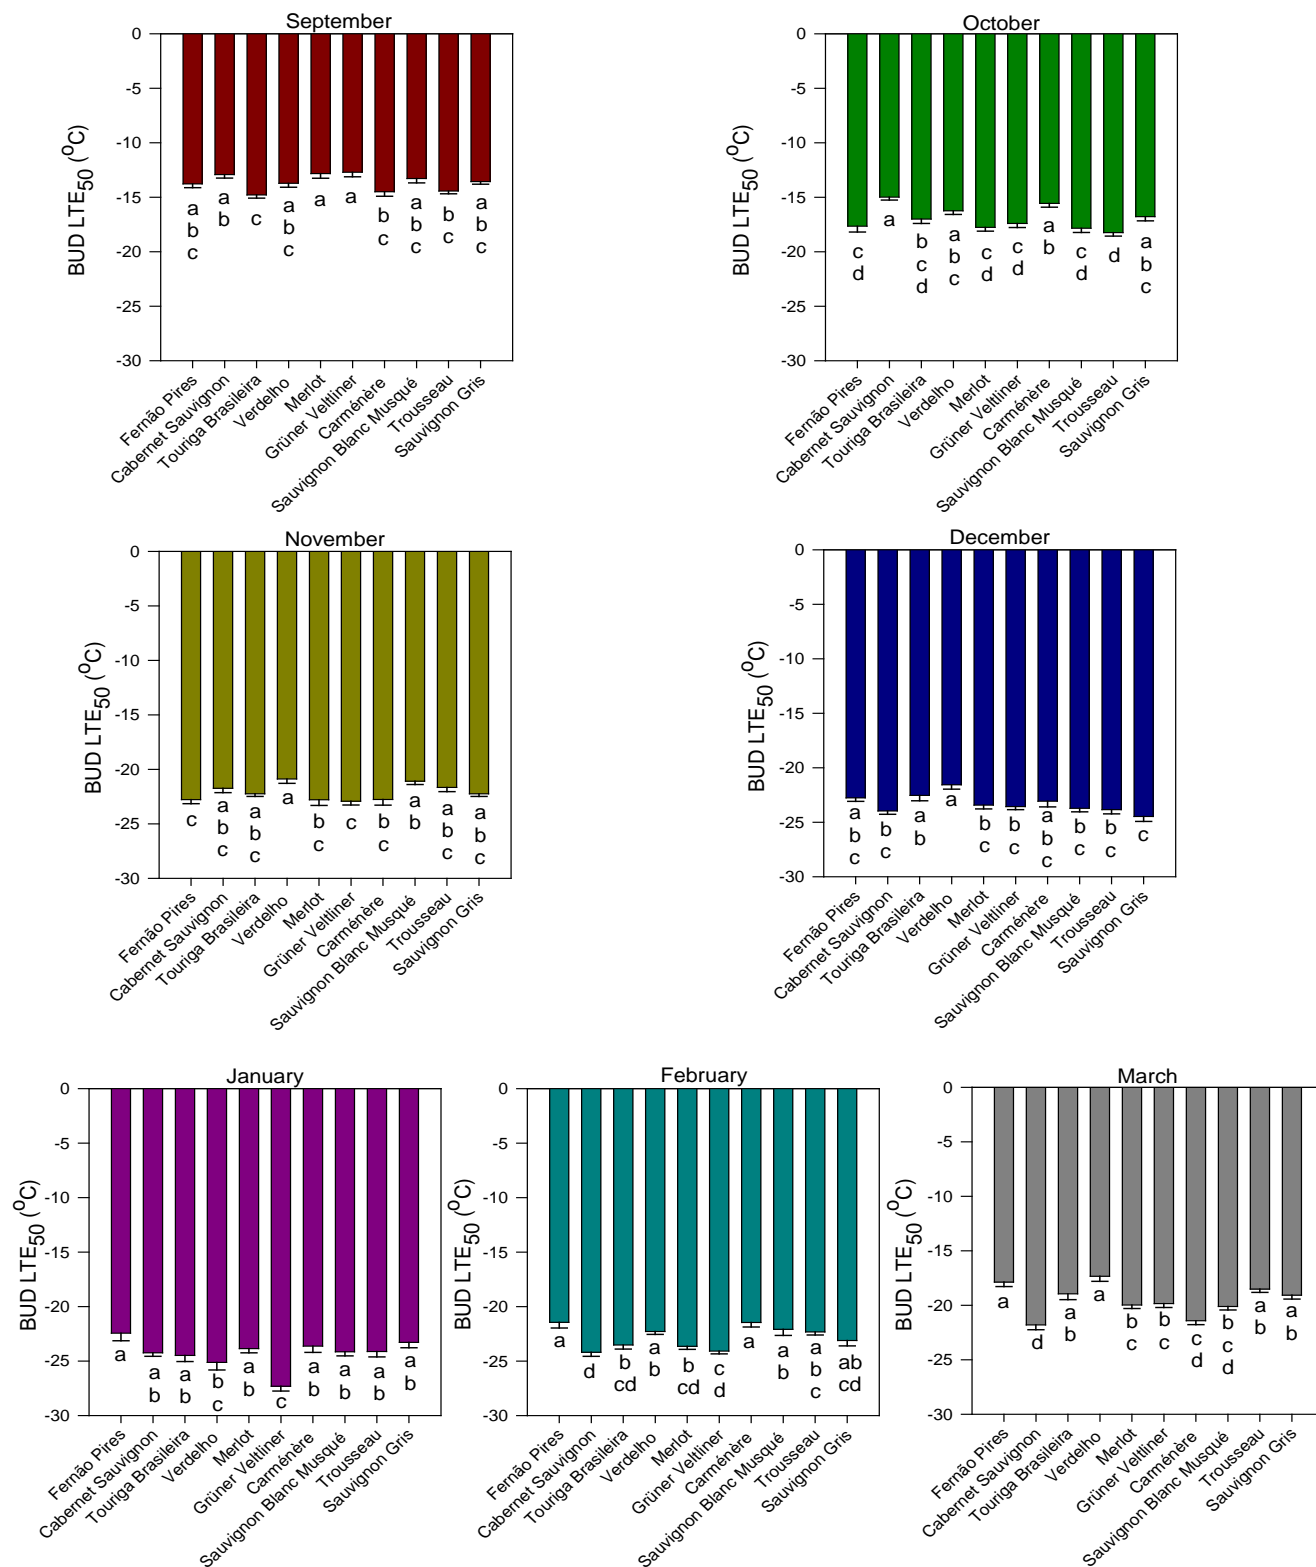 September
BUD LTE50 (oC)
0
-5
-10
-15
-20
-25
-30
a b c
a b
c
a b c
a
a
b c
a b c
b c
a b c
Fernão Pires
Cabernet Sauvignon
Touriga Brasileira
Verdelho
Merlot
Grüner Veltliner
Carménère
Sauvignon Blanc Musqué
Trousseau
Sauvignon Gris
October
BUD LTE50 (oC)
0
-5
-10
-15
-20
-25
-30
c d
a
b c d
a b c
c d
c d
a b
c d
d
a b c
Fernão Pires
Cabernet Sauvignon
Touriga Brasileira
Verdelho
Merlot
Grüner Veltliner
Carménère
Sauvignon Blanc Musqué
Trousseau
Sauvignon Gris
November
BUD LTE50 (oC)
0
-5
-10
-15
-20
-25
-30
c
a b c
a b c
a
b c
c
b c
a b
a b c
a b c
Fernão Pires
Cabernet Sauvignon
Touriga Brasileira
Verdelho
Merlot
Grüner Veltliner
Carménère
Sauvignon Blanc Musqué
Trousseau
Sauvignon Gris
December
BUD LTE50 (oC)
0
-5
-10
-15
-20
-25
-30
a b c
b c
a b
a
b c
b c
a b c
b c
b c
c
Fernão Pires
Cabernet Sauvignon
Touriga Brasileira
Verdelho
Merlot
Grüner Veltliner
Carménère
Sauvignon Blanc Musqué
Trousseau
Sauvignon Gris
January
BUD LTE50 (oC)
0
-5
-10
-15
-20
-25
-30
a
a b
a b
b c
a b
c
a b
a b
a b
a b
Fernão Pires
Cabernet Sauvignon
Touriga Brasileira
Verdelho
Merlot
Grüner Veltliner
Carménère
Sauvignon Blanc Musqué
Trousseau
Sauvignon Gris
February
BUD LTE50 (oC)
0
-5
-10
-15
-20
-25
-30
a
d
b cd
a b
b cd
c d
a
a b
a b c
ab cd
Fernão Pires
Cabernet Sauvignon
Touriga Brasileira
Verdelho
Merlot
Grüner Veltliner
Carménère
Sauvignon Blanc Musqué
Trousseau
Sauvignon Gris
March
BUD LTE50 (oC)
0
-5
-10
-15
-20
-25
-30
a
d
a b
a
b c
b c
c d
b c d
a b
a b
Fernão Pires
Cabernet Sauvignon
Touriga Brasileira
Verdelho
Merlot
Grüner Veltliner
Carménère
Sauvignon Blanc Musqué
Trousseau
Sauvignon Gris